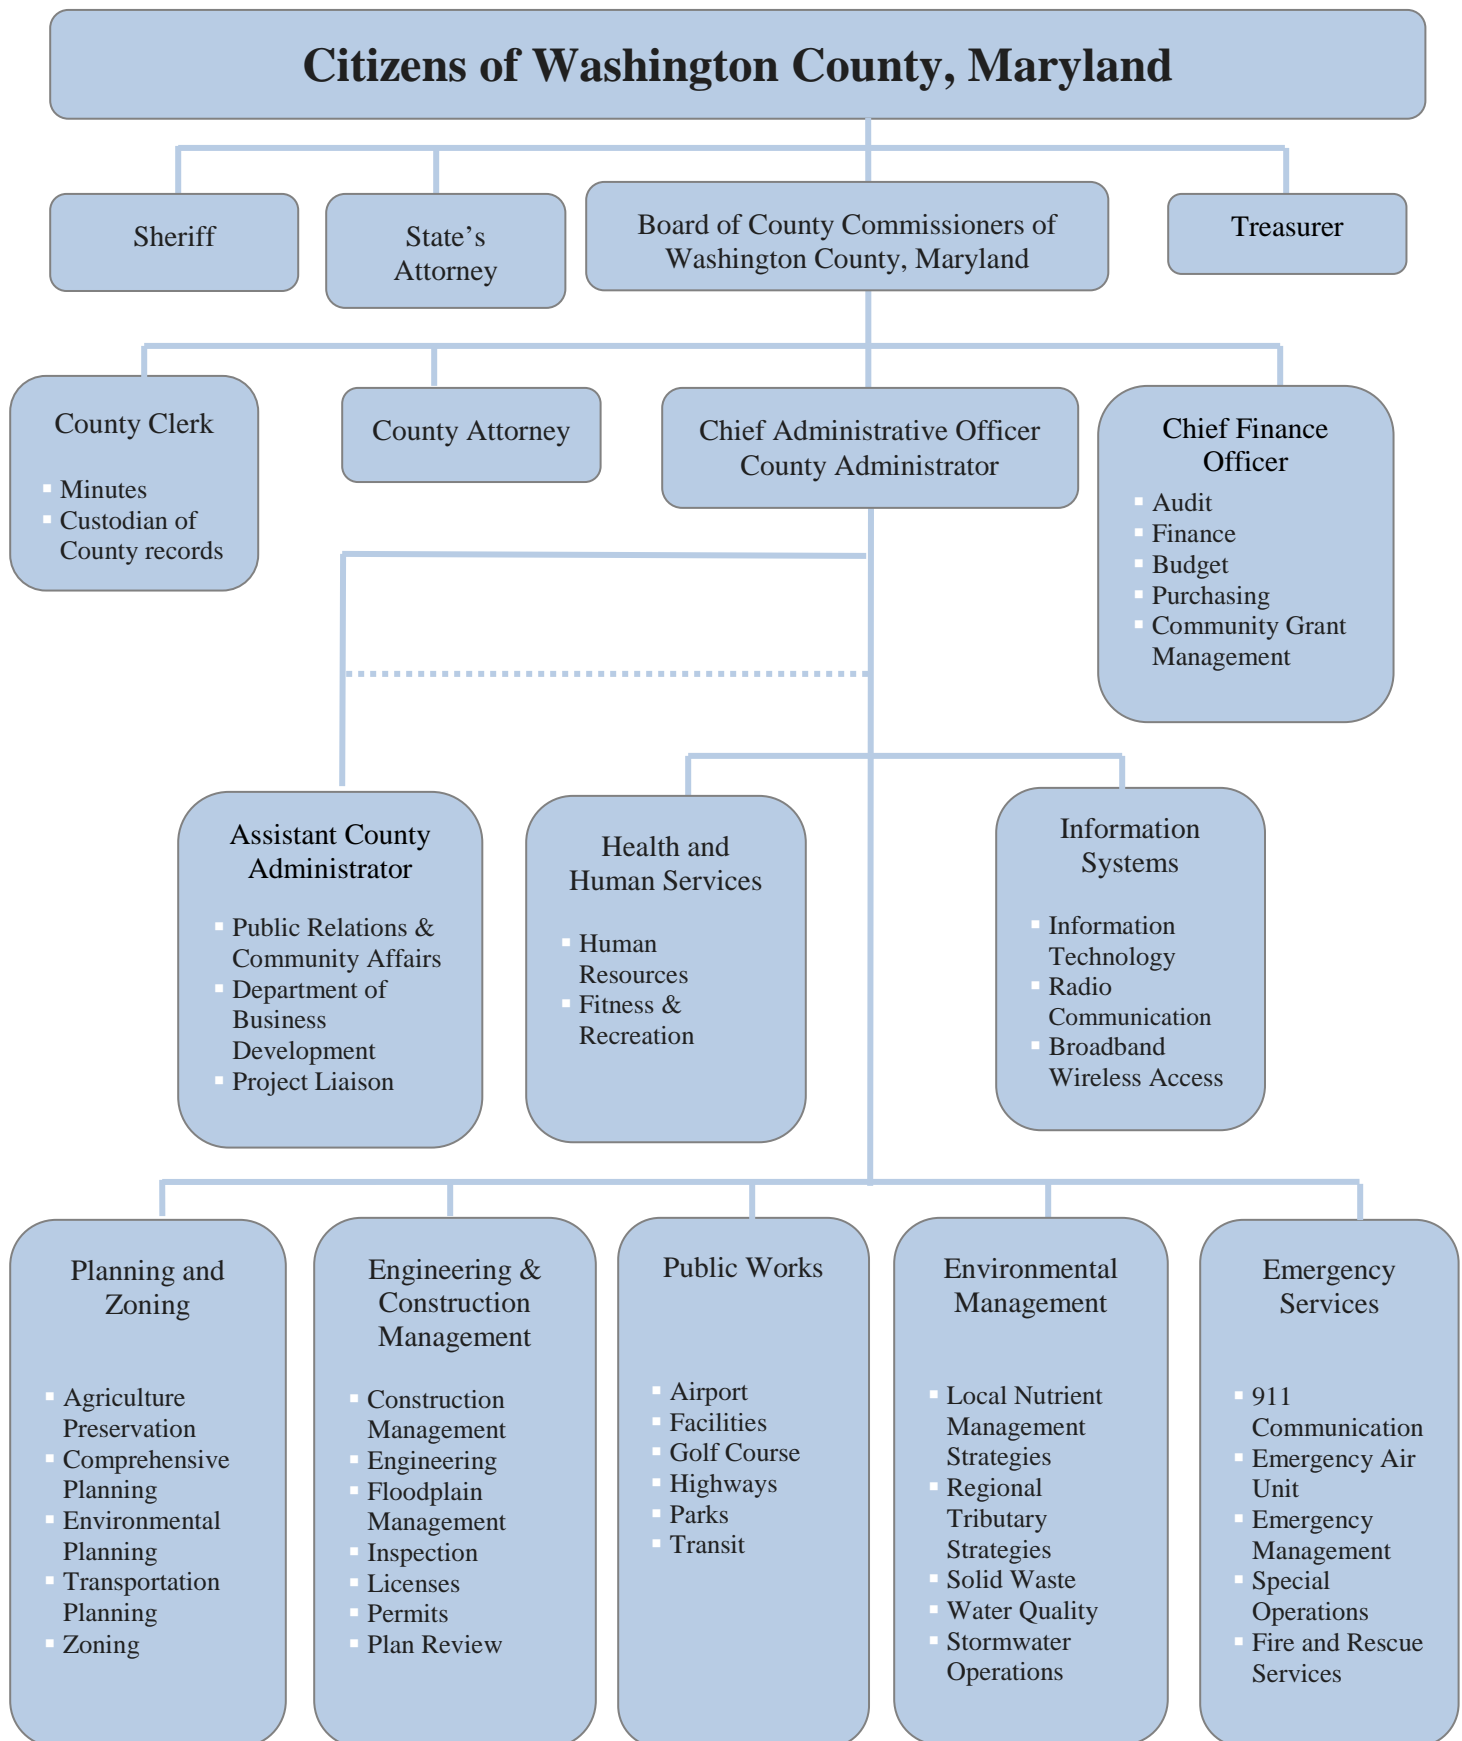 Citizens of Washington County, Maryland
Sheriff
State’s
Attorney
Board of County Commissioners of
Washington County, Maryland
Treasurer
County Clerk
▪ Minutes
▪ Custodian of
County records
County Attorney
Chief Administrative Officer
County Administrator
Chief Finance
Officer
▪ Audit
▪ Finance
▪ Budget
▪ Purchasing
▪ Community Grant
Management
Assistant County
Administrator
▪ Public Relations &
Community Affairs
▪ Department of
Business
Development
▪ Project Liaison
Health and
Human Services
▪ Human
Resources
▪ Fitness &
Recreation
Information
Systems
▪ Information
Technology
▪ Radio
Communication
▪ Broadband
Wireless Access
Planning and
Zoning
▪ Agriculture
Preservation
▪ Comprehensive
Planning
▪ Environmental
Planning
▪ Transportation
Planning
▪ Zoning
Engineering &
Construction
Management
▪ Construction
Management
▪ Engineering
▪ Floodplain
Management
▪ Inspection
▪ Licenses
▪ Permits
▪ Plan Review
Public Works
▪ Airport
▪ Facilities
▪ Golf Course
▪ Highways
▪ Parks
▪ Transit
Environmental
Management
▪ Local Nutrient
Management
Strategies
▪ Regional
Tributary
Strategies
▪ Solid Waste
▪ Water Quality
▪ Stormwater
Operations
Emergency
Services
▪ 911
Communication
▪ Emergency Air
Unit
▪ Emergency
Management
▪ Special
Operations
▪ Fire and Rescue
Services